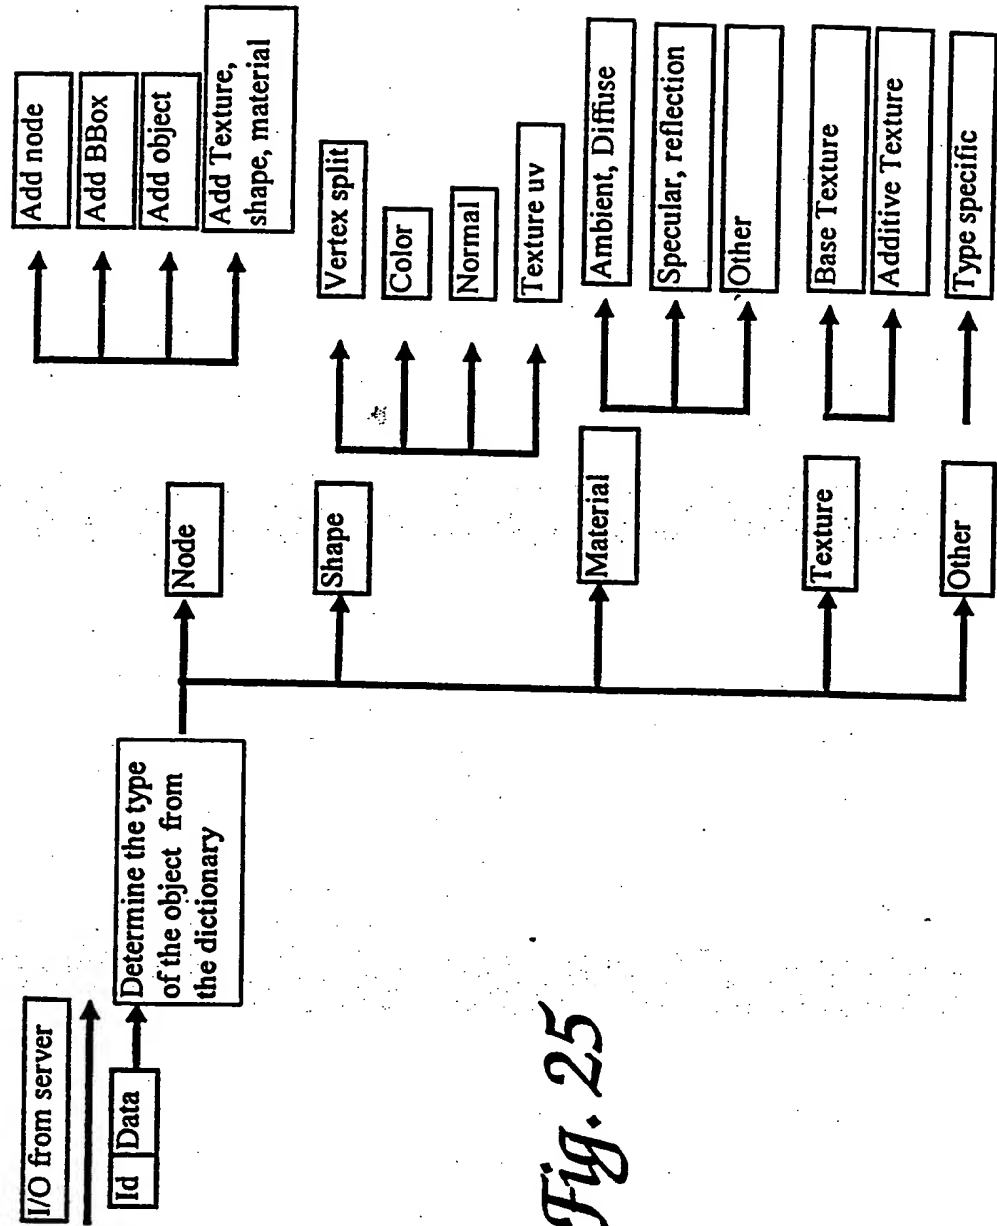 I/O from server
Id
Data
Determine the type
of the object from
the dictionary
Node
Add node
Add BBox
Add object
Add Texture,
shape, material
Shape
Vertex split
Color
Normal
Texture uv
Material
Ambient, Diffuse
Specular, reflection
Other
Texture
Base Texture
Additive Texture
Other
Type specific
Fig. 25